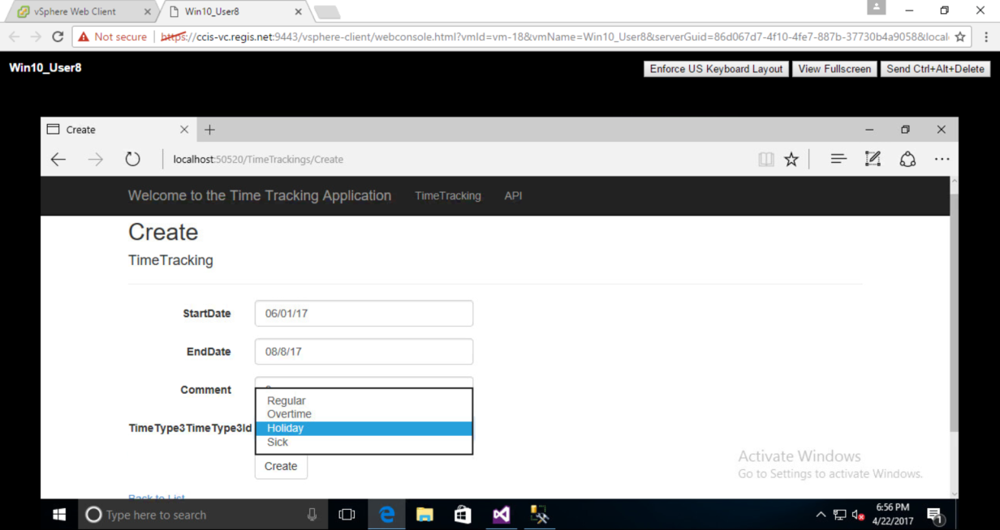 vSphere Web Client
Win10_User8
Not secure
https://ccis-vc.regis.net:9443/vsphere-client/webconsole.html?vmId=vm-18&vmName=Win10_User8&serverGuid=86d067d7-4f10-4fe7-887b-37730b4a9058&local
Win10_User8
Enforce US Keyboard Layout
View Fullscreen
Send Ctrl+Alt+Delete
Create
localhost:50520/TimeTrackings/Create
Welcome to the Time Tracking Application
TimeTracking
API
Create
TimeTracking
StartDate
06/01/17
EndDate
08/8/17
Comment
TimeType3TimeType3Id
Regular
Overtime
Holiday
Sick
Create
Back to List
Activate Windows
Go to Settings to activate Windows.
Type here to search
6:56 PM
4/22/2017
1